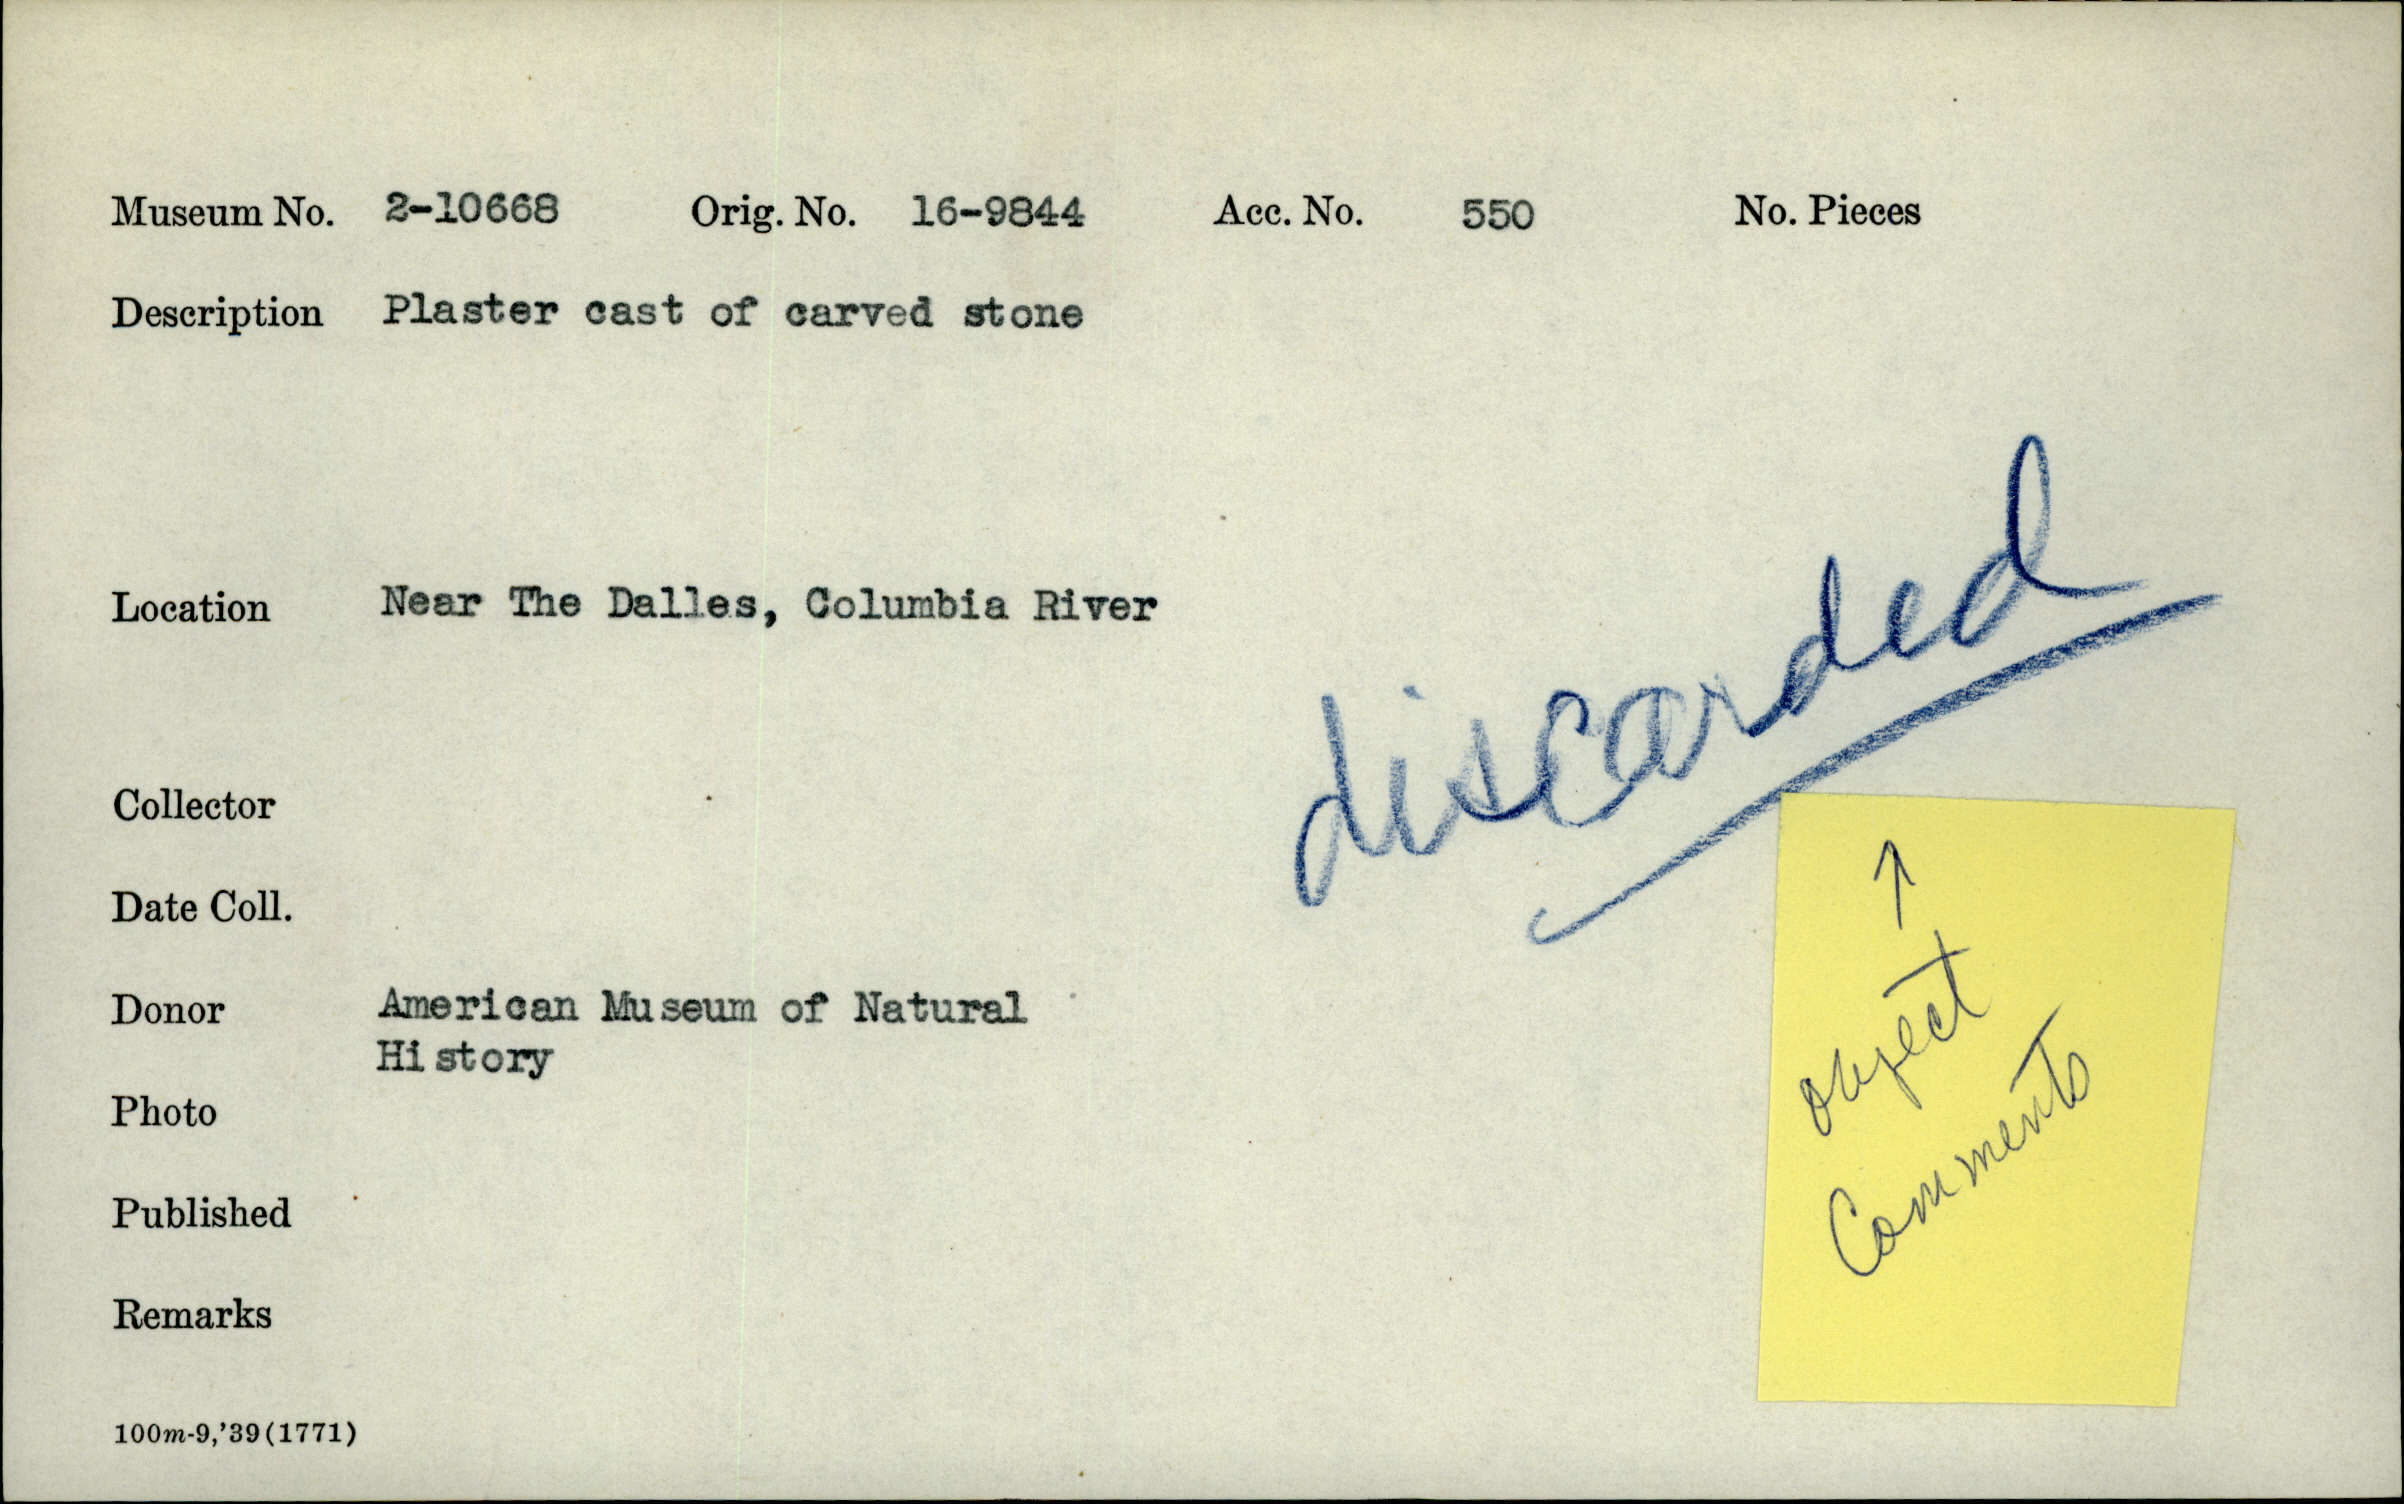 Museum No. 2-10668 Orig. No. 16-9844 Acc. No. 550 No. Pieces
Description Plaster cast of carved stone
Location Near The Dalles, Columbia River
discarded
Collector
Date Coll.
Donor American Museum of Natural
History
Photo
Published
Remarks
100m-9,'39(1771)
↑
object
Comments